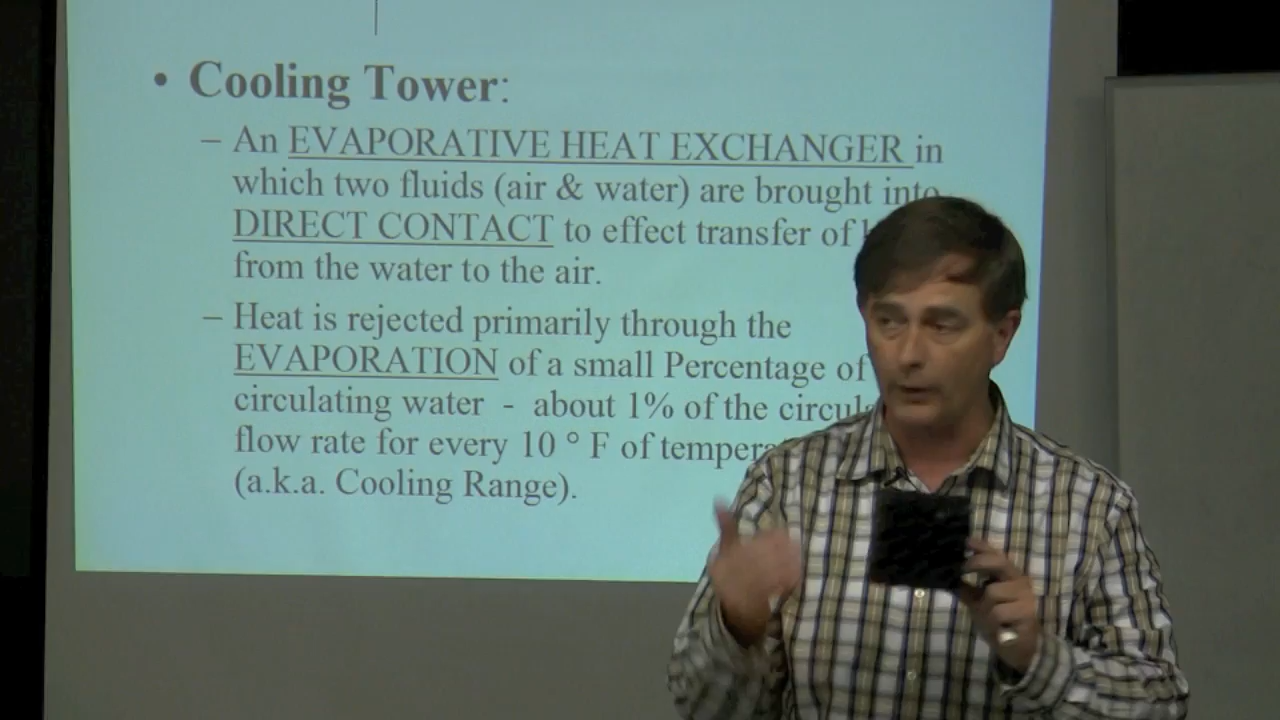 • Cooling Tower:
– An EVAPORATIVE HEAT EXCHANGER in
which two fluids (air & water) are brought into
DIRECT CONTACT to effect transfer of
from the water to the air.
– Heat is rejected primarily through the
EVAPORATION of a small Percentage of
circulating water - about 1% of the
flow rate for every 10 ° F of
(a.k.a. Cooling Range).